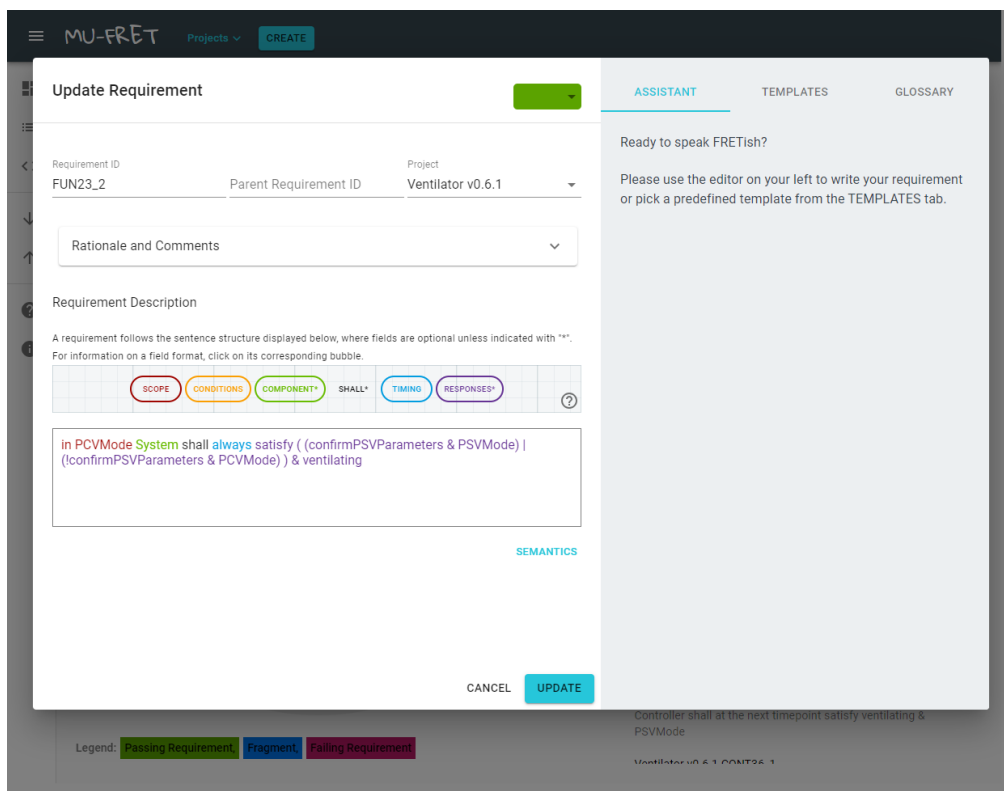 MU-FRET
Projects
CREATE
Update Requirement
ASSISTANT
TEMPLATES
GLOSSARY
Ready to speak FRETish?
Please use the editor on your left to write your requirement
or pick a predefined template from the TEMPLATES tab.
Requirement ID
FUN23_2
Parent Requirement ID
Project
Ventilator v0.6.1
Rationale and Comments
Requirement Description
A requirement follows the sentence structure displayed below, where fields are optional unless indicated with "*".
For information on a field format, click on its corresponding bubble.
SCOPE CONDITIONS COMPONENT* SHALL* TIMING RESPONSES*
?
in PCVMode System shall always satisfy ( (confirmPSVParameters & PSVMode) |
(!confirmPSVParameters & PCVMode) ) & ventilating
SEMANTICS
CANCEL
UPDATE
Controller shall at the next timepoint satisfy ventilating &
PSVMode
Legend: Passing Requirement, Fragment, Failing Requirement
Ventilator v0.6.1 CONT36_1